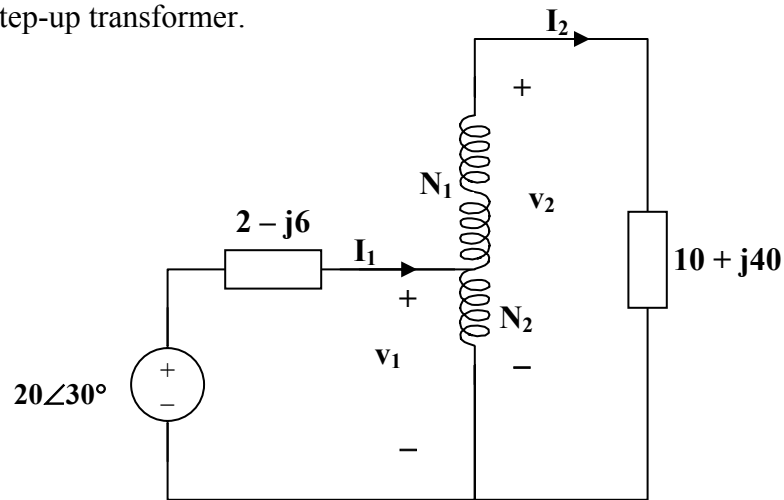 tep-up transformer.
I₂
+
N₁
v₂
2 – j6
I₁
10 + j40
+
N₂
v₁
–
+
–
20∠30°
–